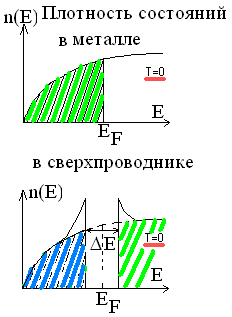 n(E) Плотность состояний
в металле
T=0
E
E_F
в сверхпроводнике
n(E)
T=0
ΔE
E
E_F